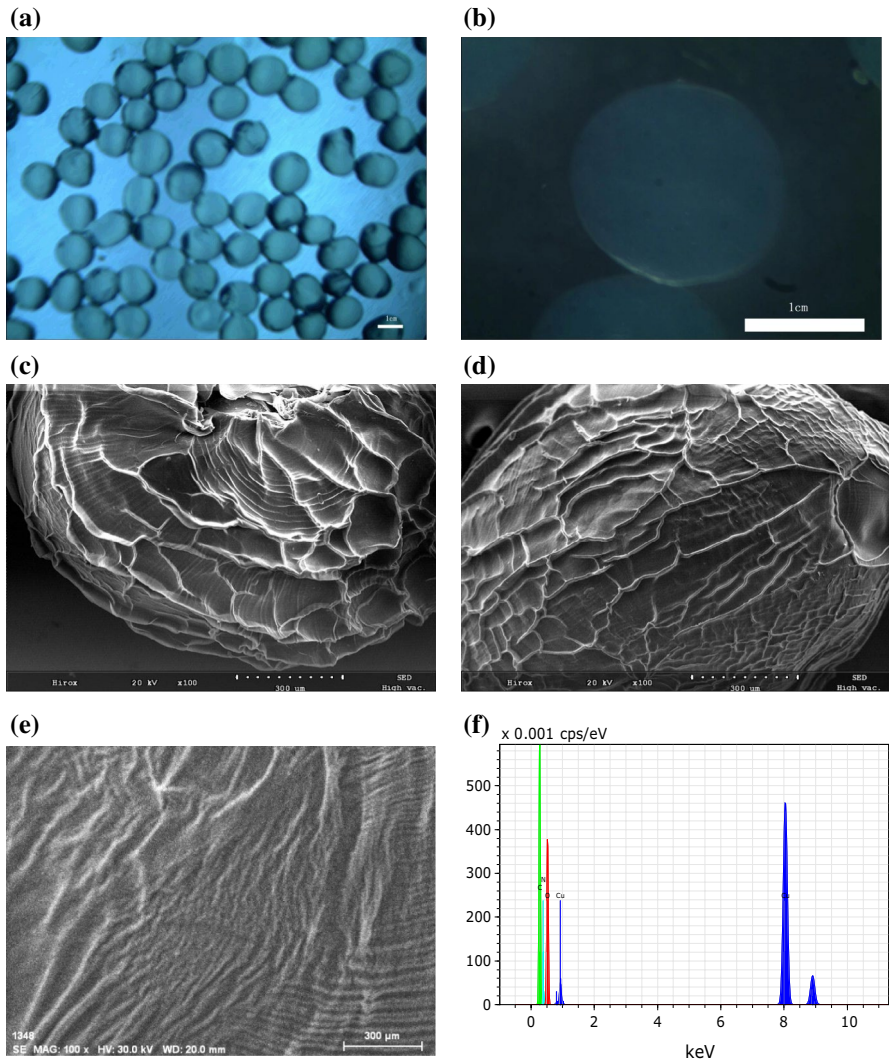 (a)
(b)
1cm
1cm
(c)
(d)
Hirox 20 kV x100 300 um SED
High vac.
Hirox 20 kV x100 300 um SED
High vac.
(e)
(f)
x 0.001 cps/eV
500
400
300
200
100
0
N
C
O
Cu
Cu
0 2 4 6 8 10
keV
1348
SE MAG: 100 x HV: 30.0 kV WD: 20.0 mm
300 µm